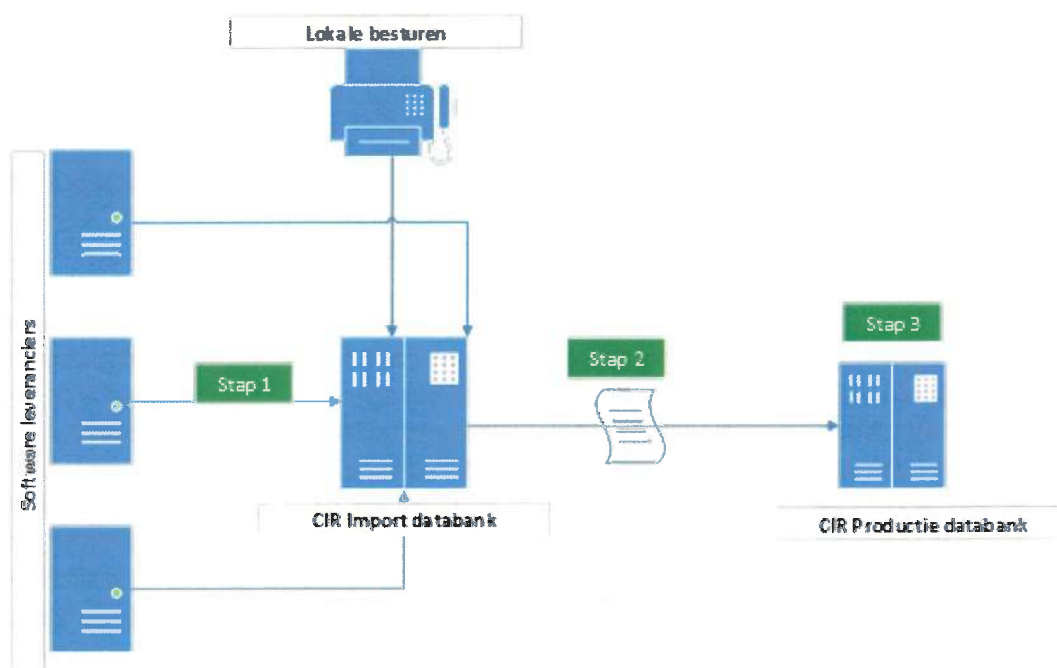 Lokale besturen
Software leveranciers
Stap 1
Stap 2
Stap 3
CIR Import databank
CIR Productie databank